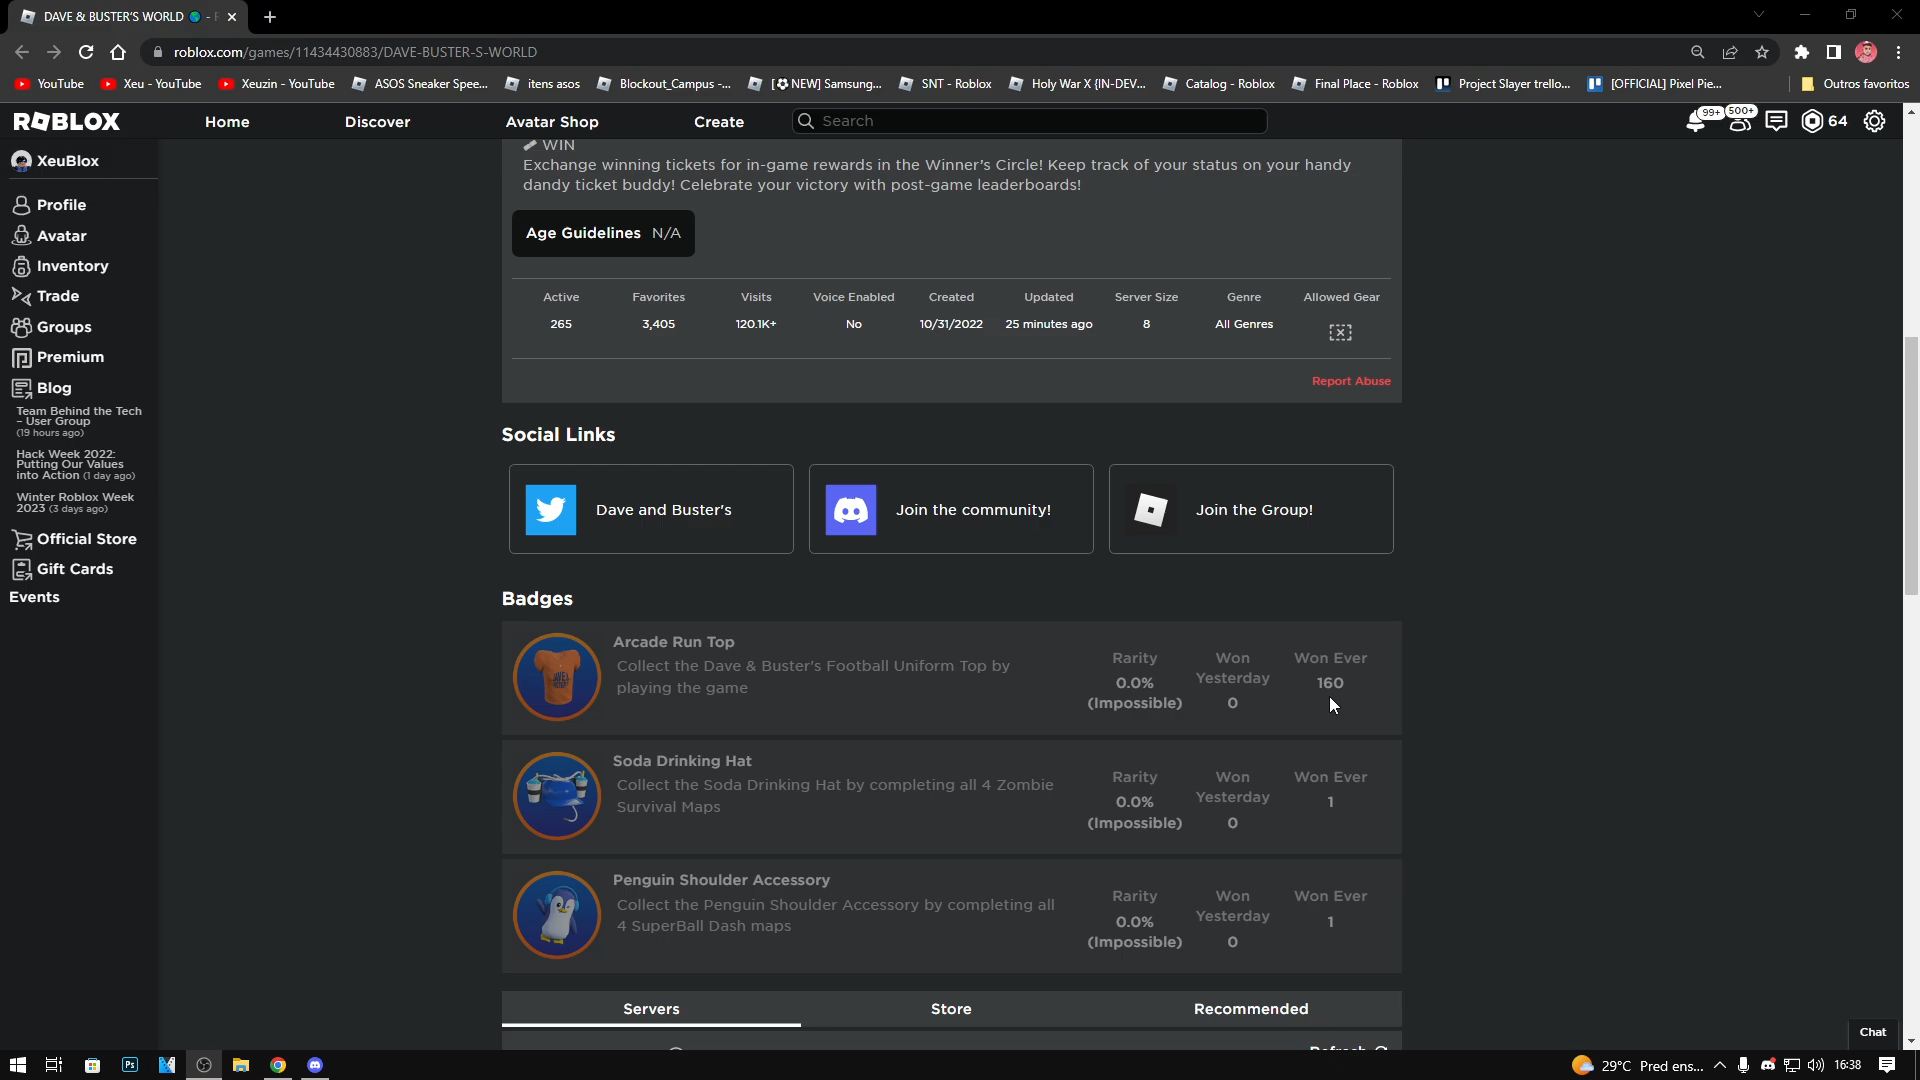 DAVE & BUSTER'S WORLD
roblox.com/games/11434430883/DAVE-BUSTER-S-WORLD
YouTube
Xeu - YouTube
Xeuzin - YouTube
ASOS Sneaker Spee...
itens asos
Blockout_Campus -...
[⚽NEW] Samsung...
SNT - Roblox
Holy War X {IN-DEV...
Catalog - Roblox
Final Place - Roblox
Project Slayer trello...
[OFFICIAL] Pixel Pie...
Outros favoritos
ROBLOX
Home
Discover
Avatar Shop
Create
Search
99+
500+
64
XeuBlox
Profile
Avatar
Inventory
Trade
Groups
Premium
Blog
Team Behind the Tech
- User Group
(19 hours ago)
Hack Week 2022:
Putting Our Values
into Action (1 day ago)
Winter Roblox Week
2023 (3 days ago)
Official Store
Gift Cards
Events
WIN
Exchange winning tickets for in-game rewards in the Winner's Circle! Keep track of your status on your handy
dandy ticket buddy! Celebrate your victory with post-game leaderboards!
Age Guidelines N/A
Active Favorites Visits Voice Enabled Created Updated Server Size Genre Allowed Gear
265 3,405 120.1K+ No 10/31/2022 25 minutes ago 8 All Genres
Report Abuse
Social Links
Dave and Buster's
Join the community!
Join the Group!
Badges
Arcade Run Top
Collect the Dave & Buster's Football Uniform Top by
playing the game
Rarity
0.0%
(Impossible)
Won
Yesterday
0
Won Ever
160
Soda Drinking Hat
Collect the Soda Drinking Hat by completing all 4 Zombie
Survival Maps
Rarity
0.0%
(Impossible)
Won
Yesterday
0
Won Ever
1
Penguin Shoulder Accessory
Collect the Penguin Shoulder Accessory by completing all
4 SuperBall Dash maps
Rarity
0.0%
(Impossible)
Won
Yesterday
0
Won Ever
1
Servers
Store
Recommended
Refresh
Chat
Ps
29°C Pred ens...
16:38